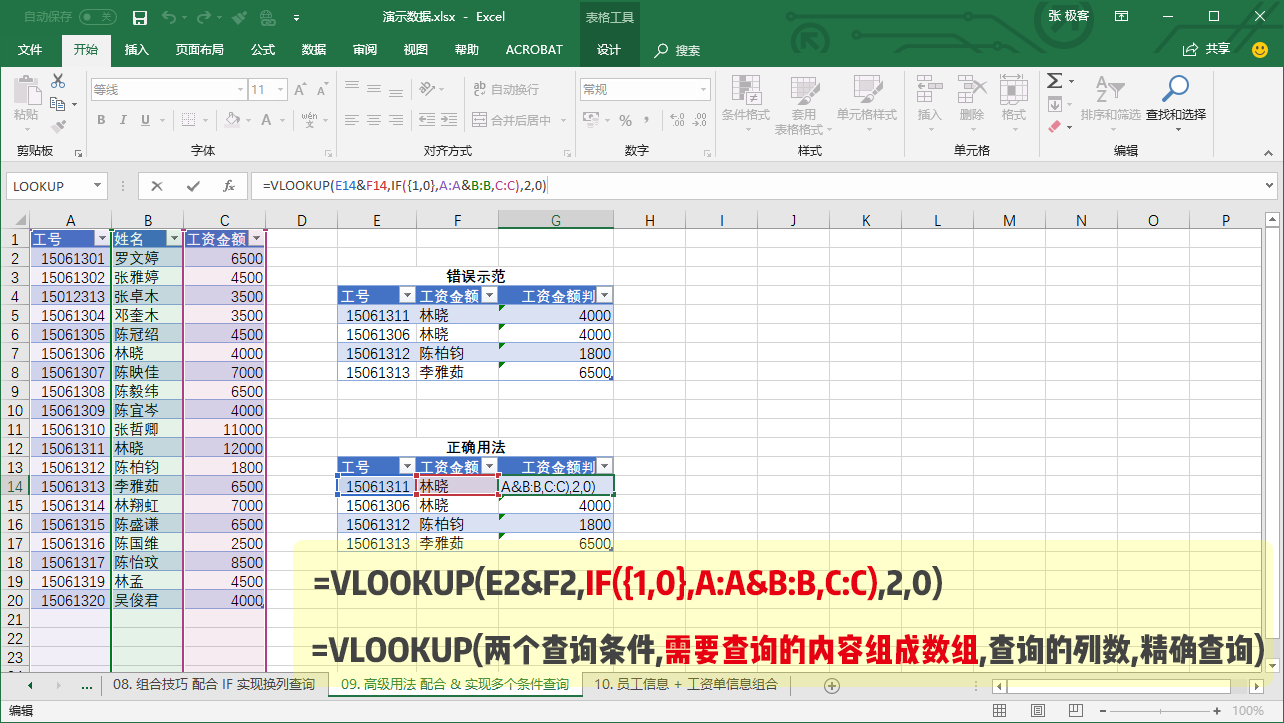 自动保存 关 演示数据.xlsx - Excel 表格工具 张 极客
文件 开始 插入 页面布局 公式 数据 审阅 视图 帮助 ACROBAT 设计 搜索 共享
等线 11 自动换行 常规
粘贴 合并后居中 条件格式 套用表格格式 单元格样式 插入 删除 格式 排序和筛选 查找和选择
剪贴板 字体 对齐方式 数字 样式 单元格 编辑
LOOKUP =VLOOKUP(E14&F14,IF({1,0},A:A&B:B,C:C),2,0)
A B C D E F G H I J K L M N O P
1 工号 姓名 工资金额
2 15061301 罗文婷 6500
3 15061302 张雅婷 4500 错误示范
4 15012313 张卓木 3500 工号 工资金额 工资金额判
5 15061304 邓奎木 3500 15061311 林晓 4000
6 15061305 陈冠绍 4500 15061306 林晓 4000
7 15061306 林晓 4000 15061312 陈柏钧 1800
8 15061307 陈映佳 7000 15061313 李雅茹 6500
9 15061308 陈毅纬 6500
10 15061309 陈宜岑 4000
11 15061310 张哲卿 11000
12 15061311 林晓 12000 正确用法
13 15061312 陈柏钧 1800 工号 工资金额 工资金额判
14 15061313 李雅茹 6500 15061311 林晓 A&B:B,C:C),2,0)
15 15061314 林翔虹 7000 15061306 林晓 4000
16 15061315 陈盛谦 6500 15061312 陈柏钧 1800
17 15061316 陈国维 2500 15061313 李雅茹 6500
18 15061317 陈怡玟 8500
19 15061319 林孟 4500
20 15061320 吴俊君 4000
21
22
23
=VLOOKUP(E2&F2,IF({1,0},A:A&B:B,C:C),2,0)
=VLOOKUP(两个查询条件,需要查询的内容组成数组,查询的列数,精确查询)
... 08. 组合技巧 配合 IF 实现换列查询 09. 高级用法 配合 & 实现多个条件查询 10. 员工信息 + 工资单信息组合
编辑 100%